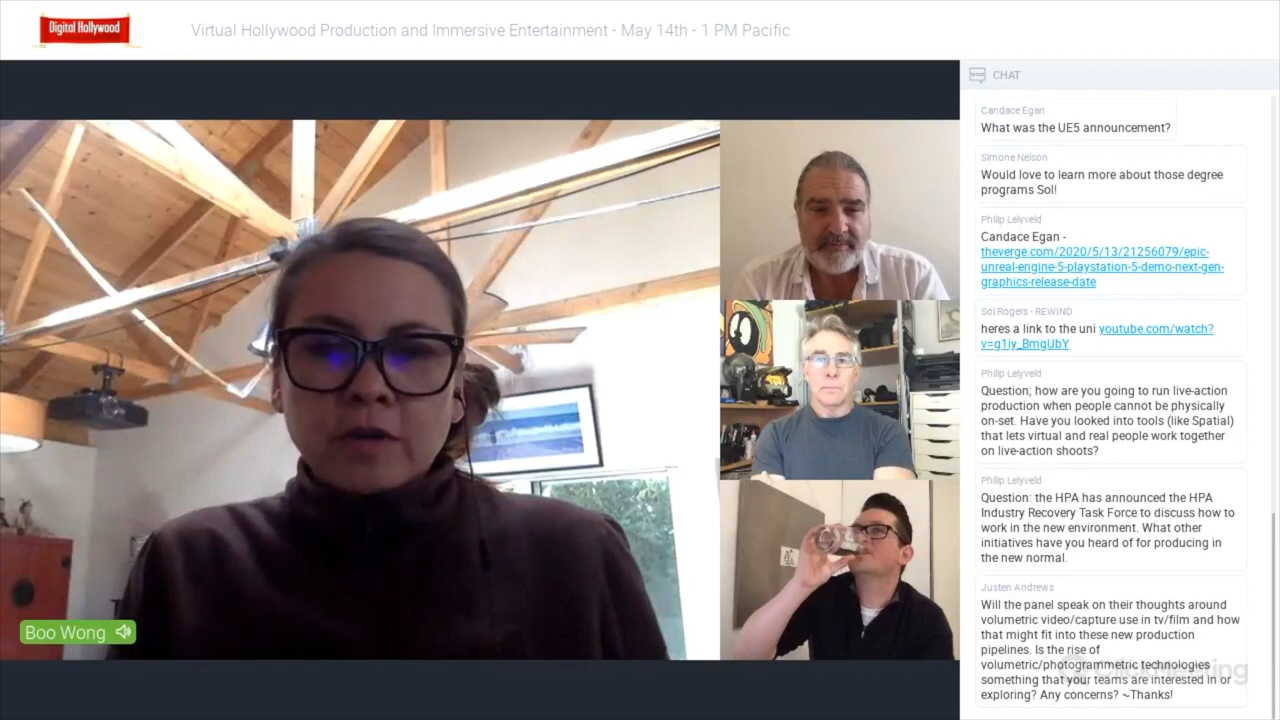 Digital Hollywood
Virtual Hollywood Production and Immersive Entertainment - May 14th - 1 PM Pacific
CHAT
Candace Egan
What was the UE5 announcement?
Simone Nelson
Would love to learn more about those degree
programs Sol!
Philip Lelyveld
Candace Egan -
theverge.com/2020/5/13/21256079/epic-
unreal-engine-5-playstation-5-demo-next-gen-
graphics-release-date
Sol Rogers - REWIND
heres a link to the uni youtube.com/watch?
v=g1iy_BmgUbY
Philip Lelyveld
Question; how are you going to run live-action
production when people cannot be physically
on-set. Have you looked into tools (like Spatial)
that lets virtual and real people work together
on live-action shoots?
Philip Lelyveld
Question: the HPA has announced the HPA
Industry Recovery Task Force to discuss how to
work in the new environment. What other
initiatives have you heard of for producing in
the new normal.
Justen Andrews
Will the panel speak on their thoughts around
volumetric video/capture use in tv/film and how
that might fit into these new production
pipelines. Is the rise of
volumetric/photogrammetric technologies
something that your teams are interested in or
exploring? Any concerns? ~Thanks!
ClickMeeting
Boo Wong